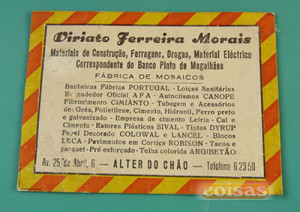 Viriato Ferreira Morais
Materiais de Construção, Ferragens, Drogas, Material Eléctrico
Correspondente do Banco Pinto de Magalhães
FÁBRICA DE MOSAICOS
Banheiras Fábrica PORTUGAL - Loiças Sanitárias
Revendedor Oficial AFA - Autoclismos CANOPE
Fibrocimento CIMIANTO - Tubagem e Acessórios
de: Grés, Polietileno, Cimento, Hidronil, Ferro preto
e galvanizado - Empresa de cimento Leiria - Cal e
Cimento - Estores Plásticos SIVAL - Tintas DYRUP
Papel Decorado COLOWAL e LANCEL - Blocos
LECA - Pavimentos em Cortiça ROBISON - Tacos e
parquet - Pré esforçado - Telha colorida ARGIBETÃO
Av. 25 de Abril, 6 - ALTER DO CHÃO - Telefone 62350
coisas